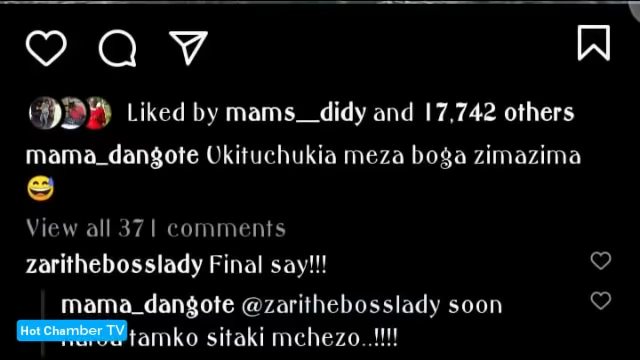 Liked by mams__didy and 17,742 others
mama_dangote Ukituchukia meza boga zimazima
😅
View all 371 comments
zarithebosslady Final say!!!
mama_dangote @zarithebosslady soon
tamko sitaki mchezo..!!!!
Hot Chamber TV